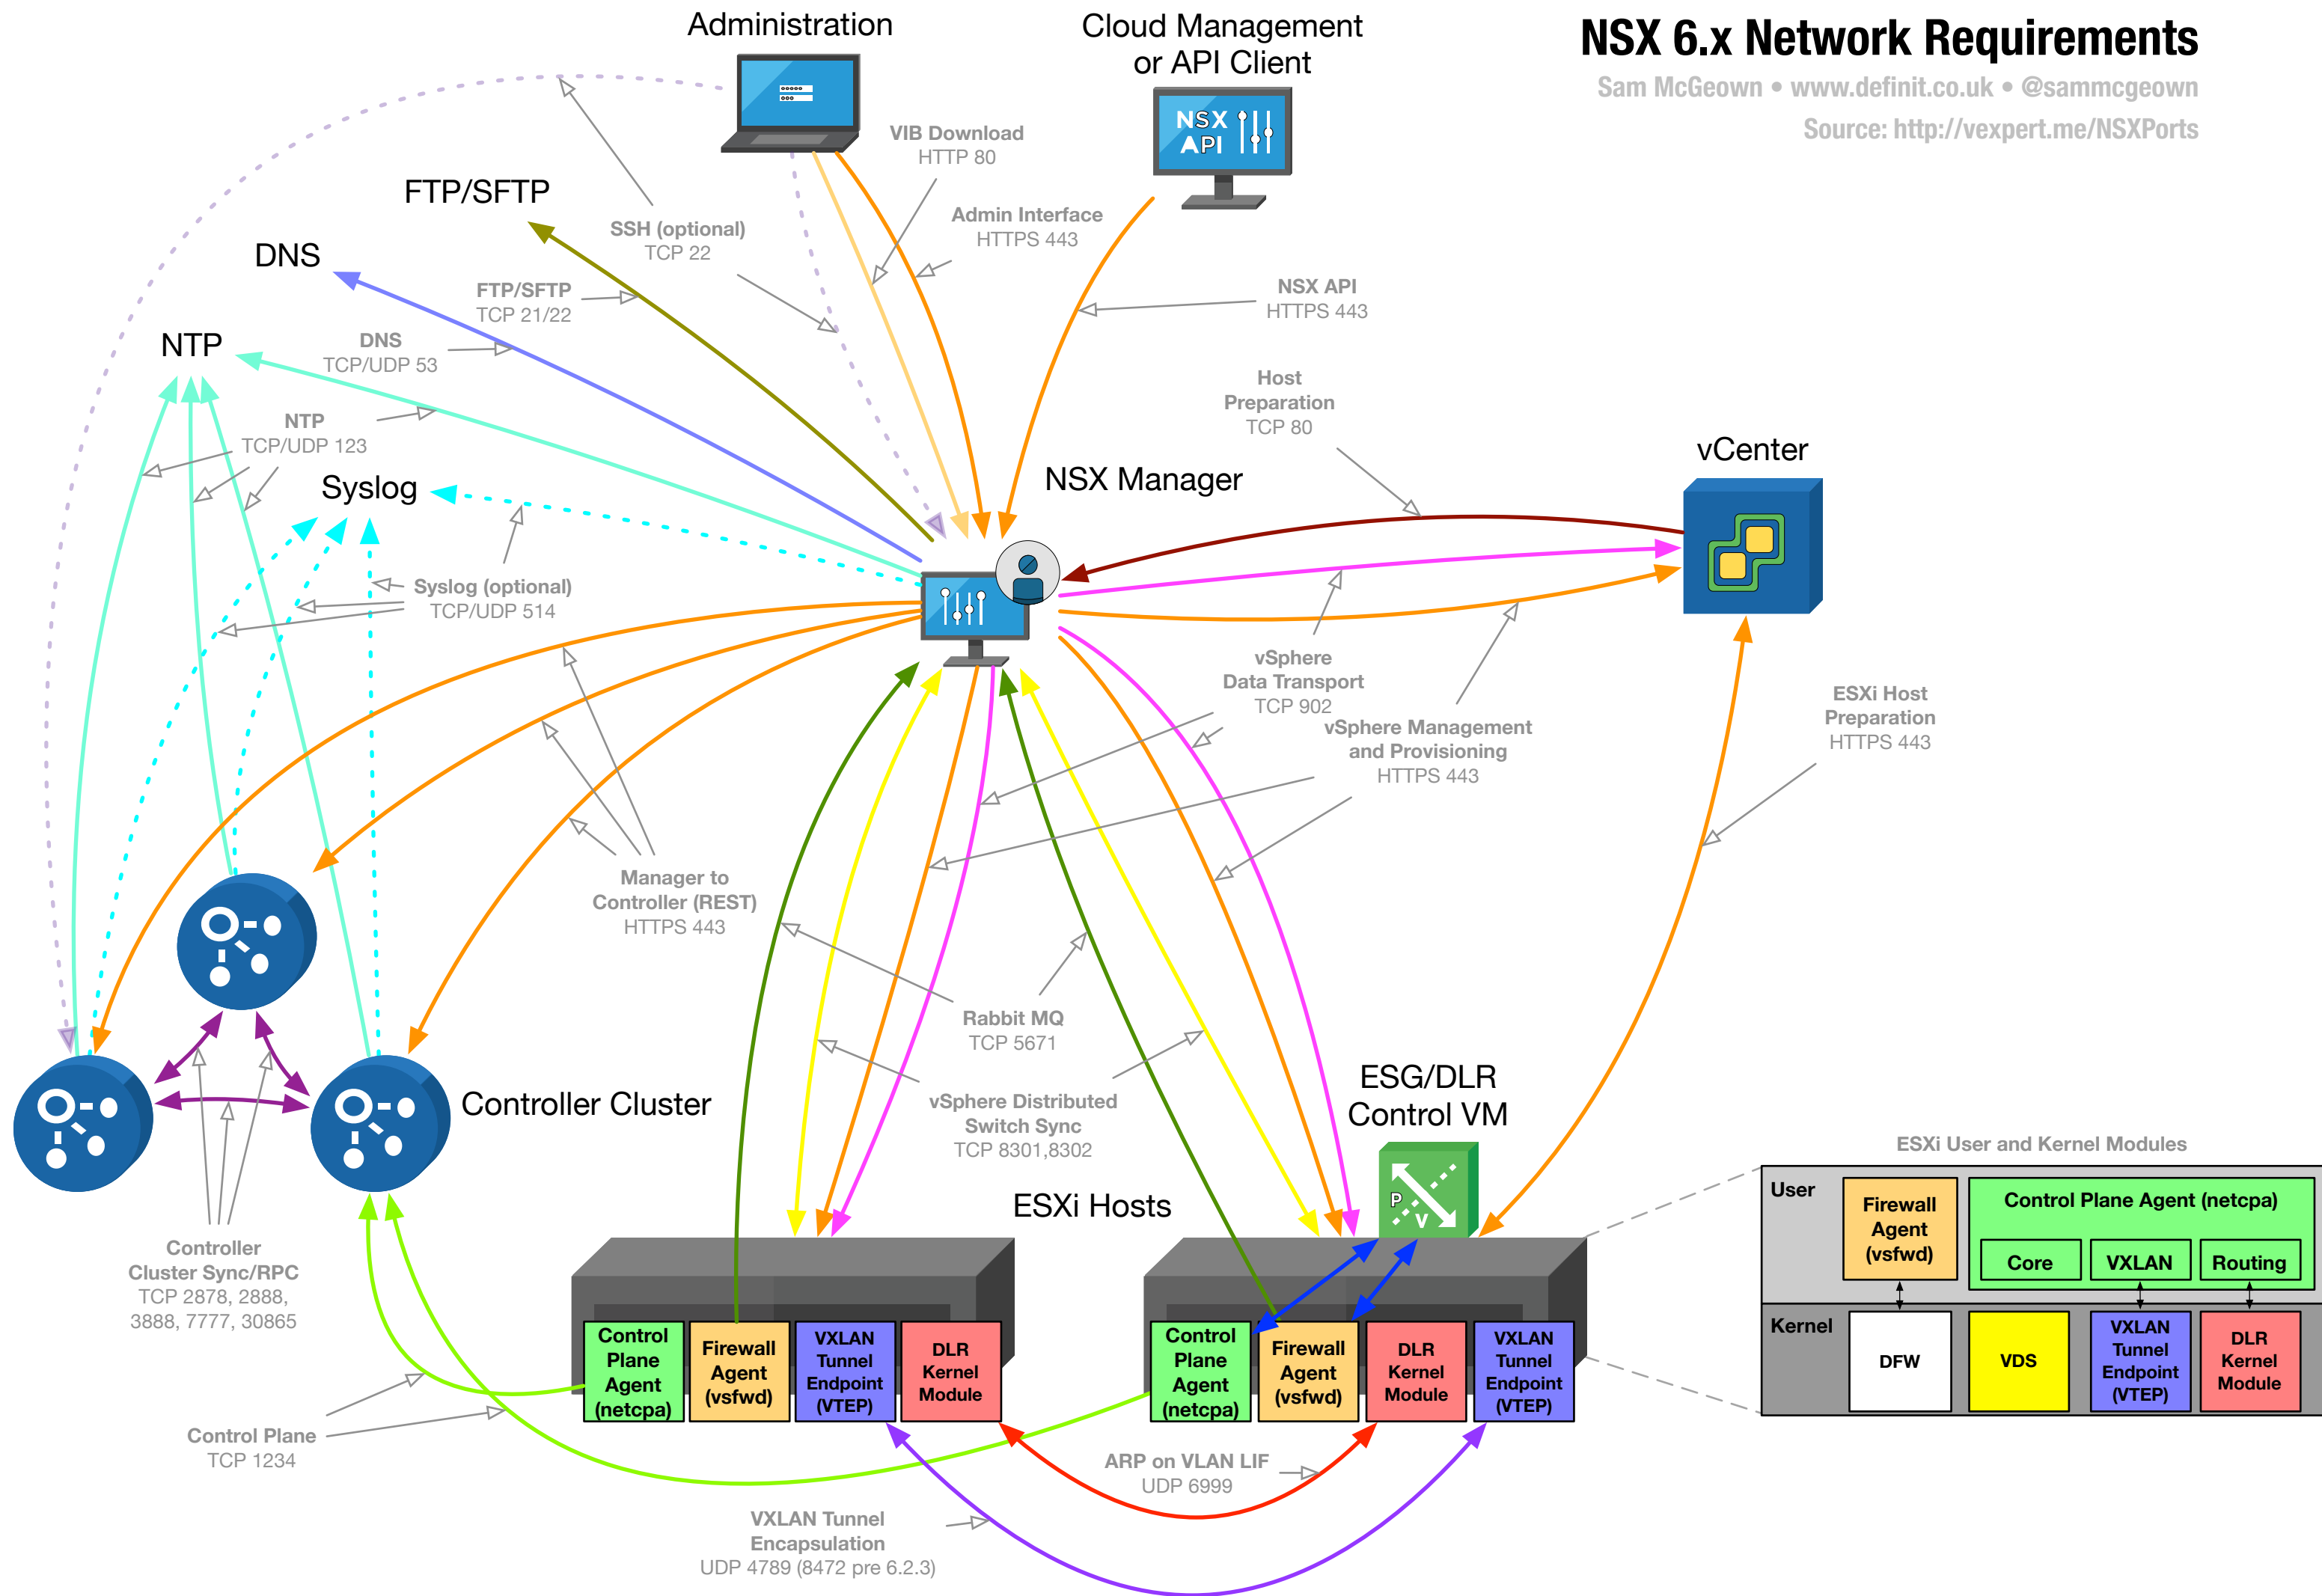 Administration
Cloud Management
or API Client
NSX 6.x Network Requirements
Sam McGeown • www.definit.co.uk • @sammcgeown
Source: http://vexpert.me/NSXPorts
NSX
API
VIB Download
HTTP 80
FTP/SFTP
Admin Interface
HTTPS 443
SSH (optional)
TCP 22
DNS
FTP/SFTP
TCP 21/22
NSX API
HTTPS 443
NTP
DNS
TCP/UDP 53
Host
Preparation
TCP 80
NTP
TCP/UDP 123
vCenter
Syslog
NSX Manager
Syslog (optional)
TCP/UDP 514
vSphere
Data Transport
TCP 902
vSphere Management
and Provisioning
HTTPS 443
ESXi Host
Preparation
HTTPS 443
Manager to
Controller (REST)
HTTPS 443
Rabbit MQ
TCP 5671
Controller Cluster
vSphere Distributed
Switch Sync
TCP 8301,8302
ESG/DLR
Control VM
P
V
ESXi Hosts
Controller
Cluster Sync/RPC
TCP 2878, 2888,
3888, 7777, 30865
Control
Plane
Agent
(netcpa)
Firewall
Agent
(vsfwd)
VXLAN
Tunnel
Endpoint
(VTEP)
DLR
Kernel
Module
Control
Plane
Agent
(netcpa)
Firewall
Agent
(vsfwd)
DLR
Kernel
Module
VXLAN
Tunnel
Endpoint
(VTEP)
ESXi User and Kernel Modules
User
Firewall
Agent
(vsfwd)
Control Plane Agent (netcpa)
Core
VXLAN
Routing
Kernel
DFW
VDS
VXLAN
Tunnel
Endpoint
(VTEP)
DLR
Kernel
Module
Control Plane
TCP 1234
ARP on VLAN LIF
UDP 6999
VXLAN Tunnel
Encapsulation
UDP 4789 (8472 pre 6.2.3)